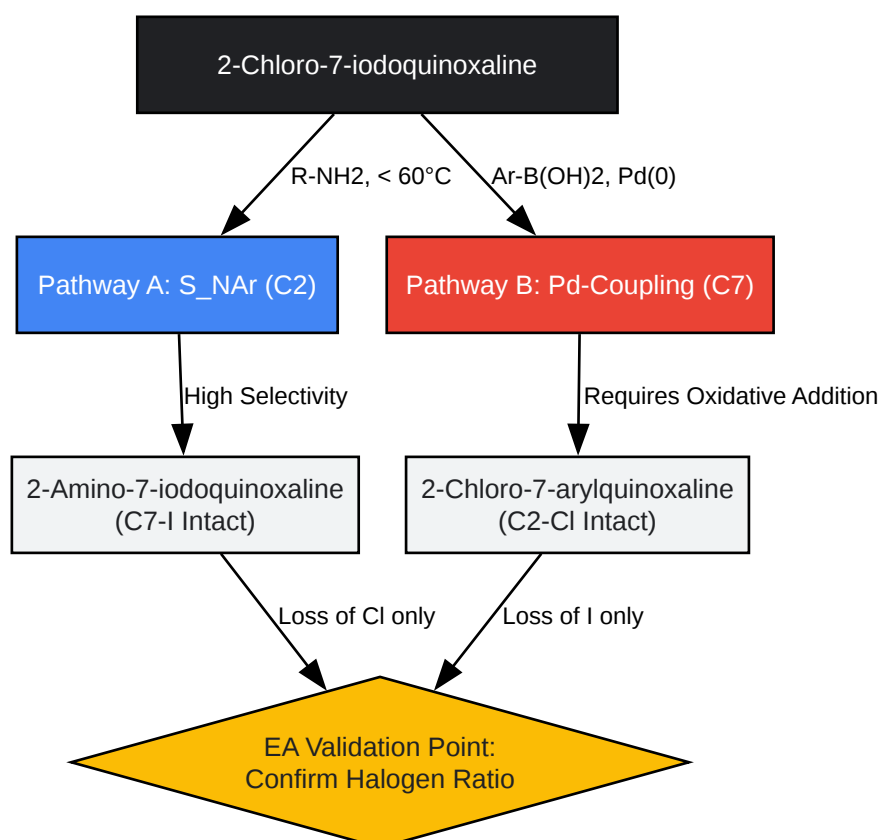 2-Chloro-7-iodoquinoxaline
R-NH2, < 60°C
Ar-B(OH)2, Pd(0)
Pathway A: S_NAr (C2)
Pathway B: Pd-Coupling (C7)
High Selectivity
Requires Oxidative Addition
2-Amino-7-iodoquinoxaline
(C7-I Intact)
2-Chloro-7-arylquinoxaline
(C2-Cl Intact)
Loss of Cl only
Loss of I only
EA Validation Point:
Confirm Halogen Ratio